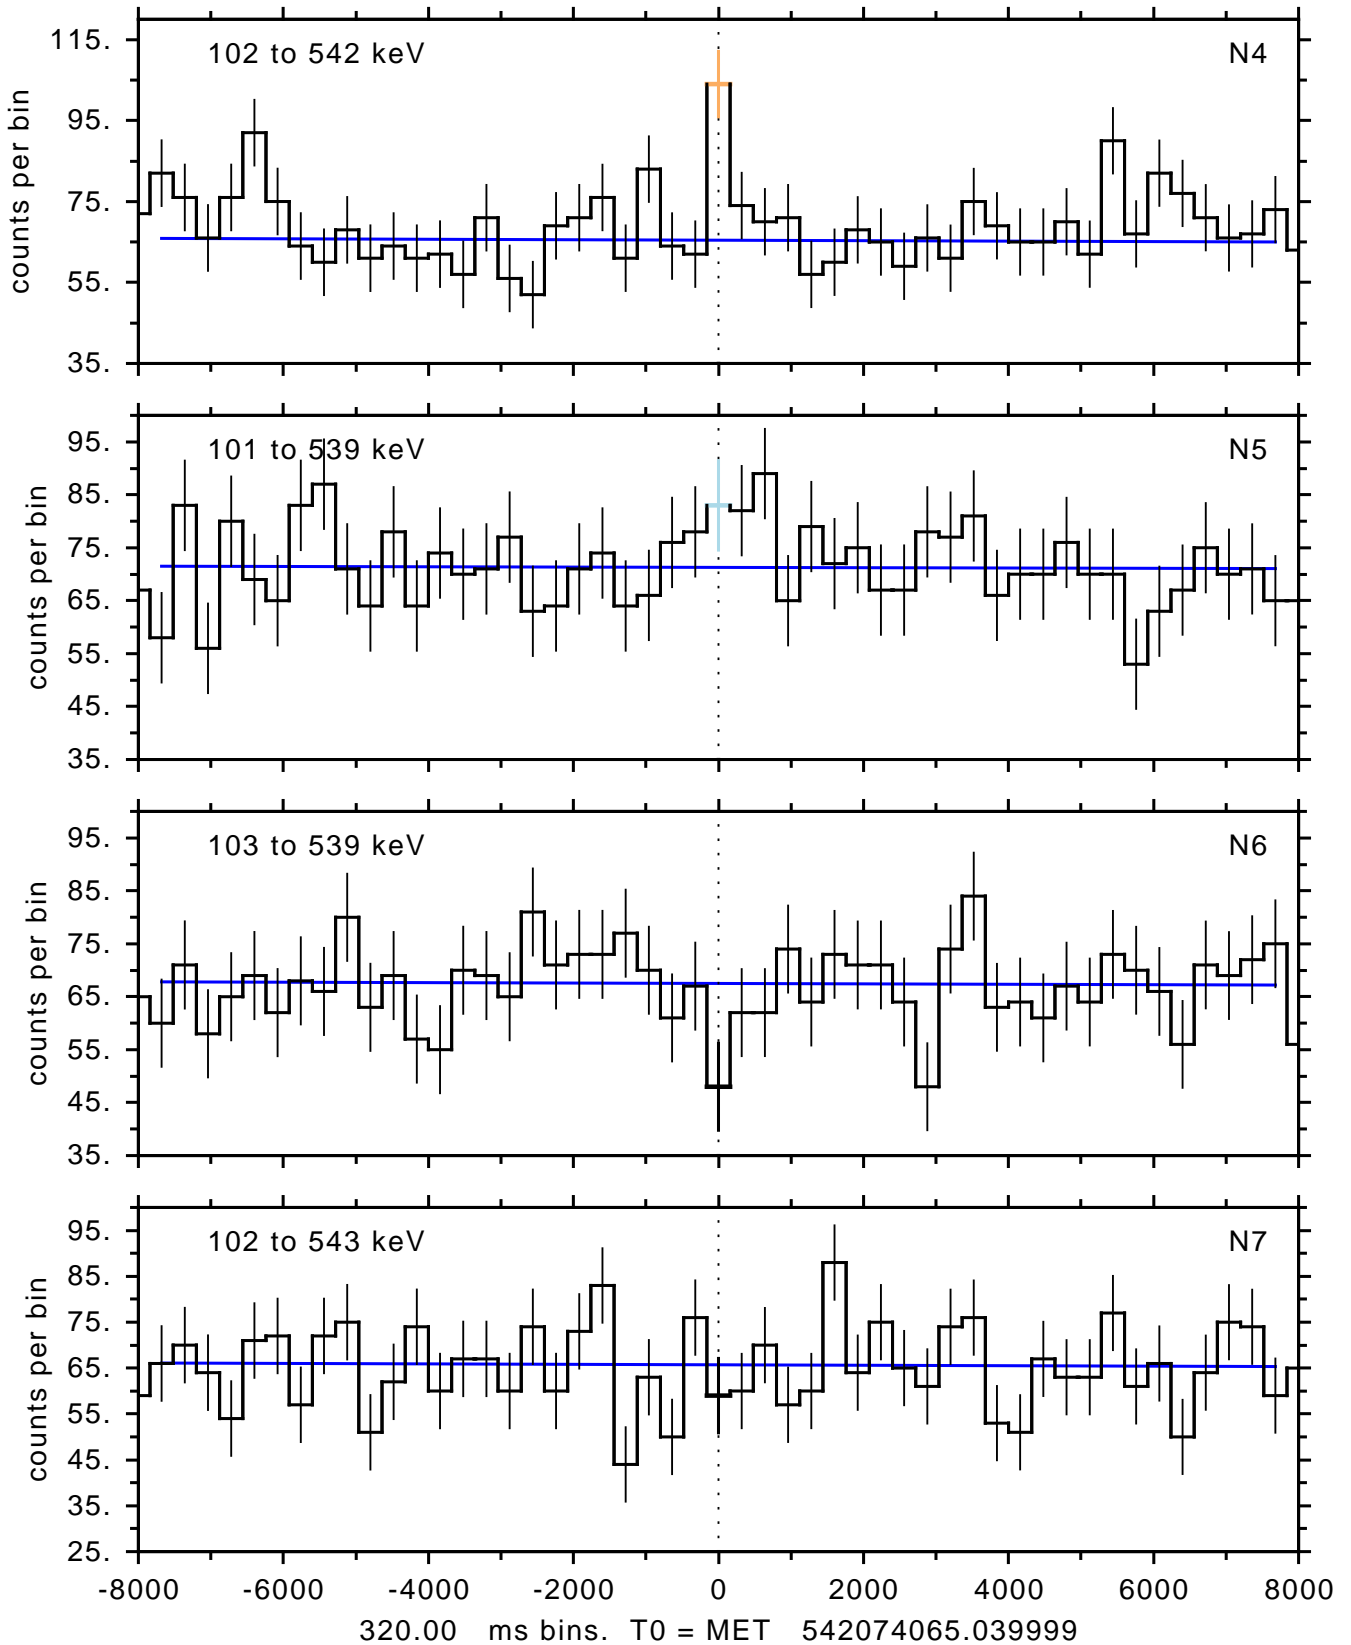 102 to 542 keV N4
115.
95.
75.
55.
35.
counts per bin
101 to 539 keV N5
95.
85.
75.
65.
55.
45.
35.
counts per bin
103 to 539 keV N6
95.
85.
75.
65.
55.
45.
35.
counts per bin
102 to 543 keV N7
95.
85.
75.
65.
55.
45.
35.
25.
counts per bin
-8000 -6000 -4000 -2000 0 2000 4000 6000 8000
320.00 ms bins. T0 = MET 542074065.039999